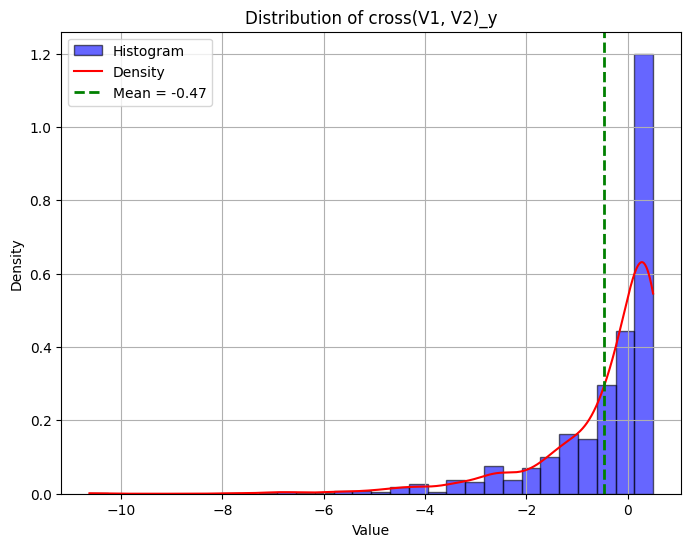 Distribution of cross(V1, V2)_y
Histogram
Density
Mean = -0.47
1.2
1.0
0.8
0.6
0.4
0.2
0.0
Density
−10
−8
−6
−4
−2
0
Value